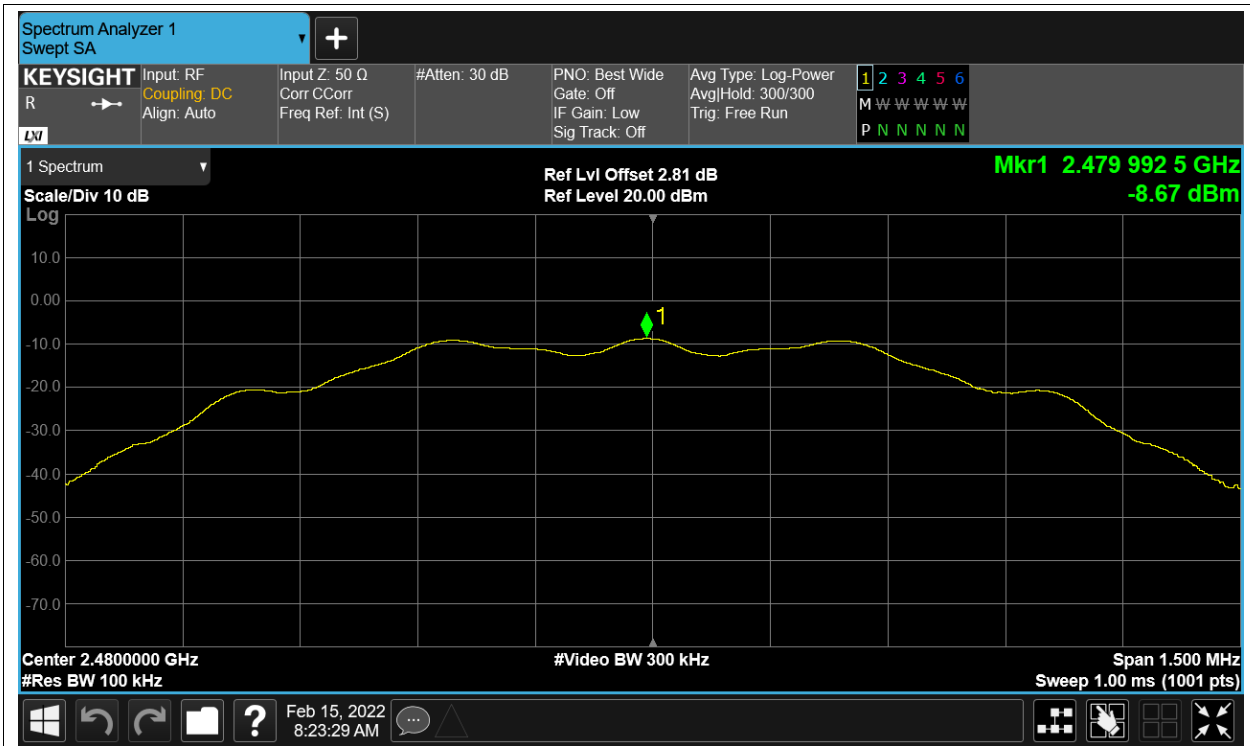 Spectrum Analyzer 1
Swept SA
KEYSIGHT
R
LXI
Input: RF
Coupling: DC
Align: Auto
Input Z: 50 Ω
Corr CCorr
Freq Ref: Int (S)
#Atten: 30 dB
PNO: Best Wide
Gate: Off
IF Gain: Low
Sig Track: Off
Avg Type: Log-Power
Avg|Hold: 300/300
Trig: Free Run
1 2 3 4 5 6
M W W W W W W
P N N N N N N
1 Spectrum
Scale/Div 10 dB
Ref Lvl Offset 2.81 dB
Ref Level 20.00 dBm
Mkr1 2.479 992 5 GHz
-8.67 dBm
Log
10.0
0.00
1
-10.0
-20.0
-30.0
-40.0
-50.0
-60.0
-70.0
Center 2.4800000 GHz
#Video BW 300 kHz
Span 1.500 MHz
#Res BW 100 kHz
Sweep 1.00 ms (1001 pts)
?
Feb 15, 2022
8:23:29 AM